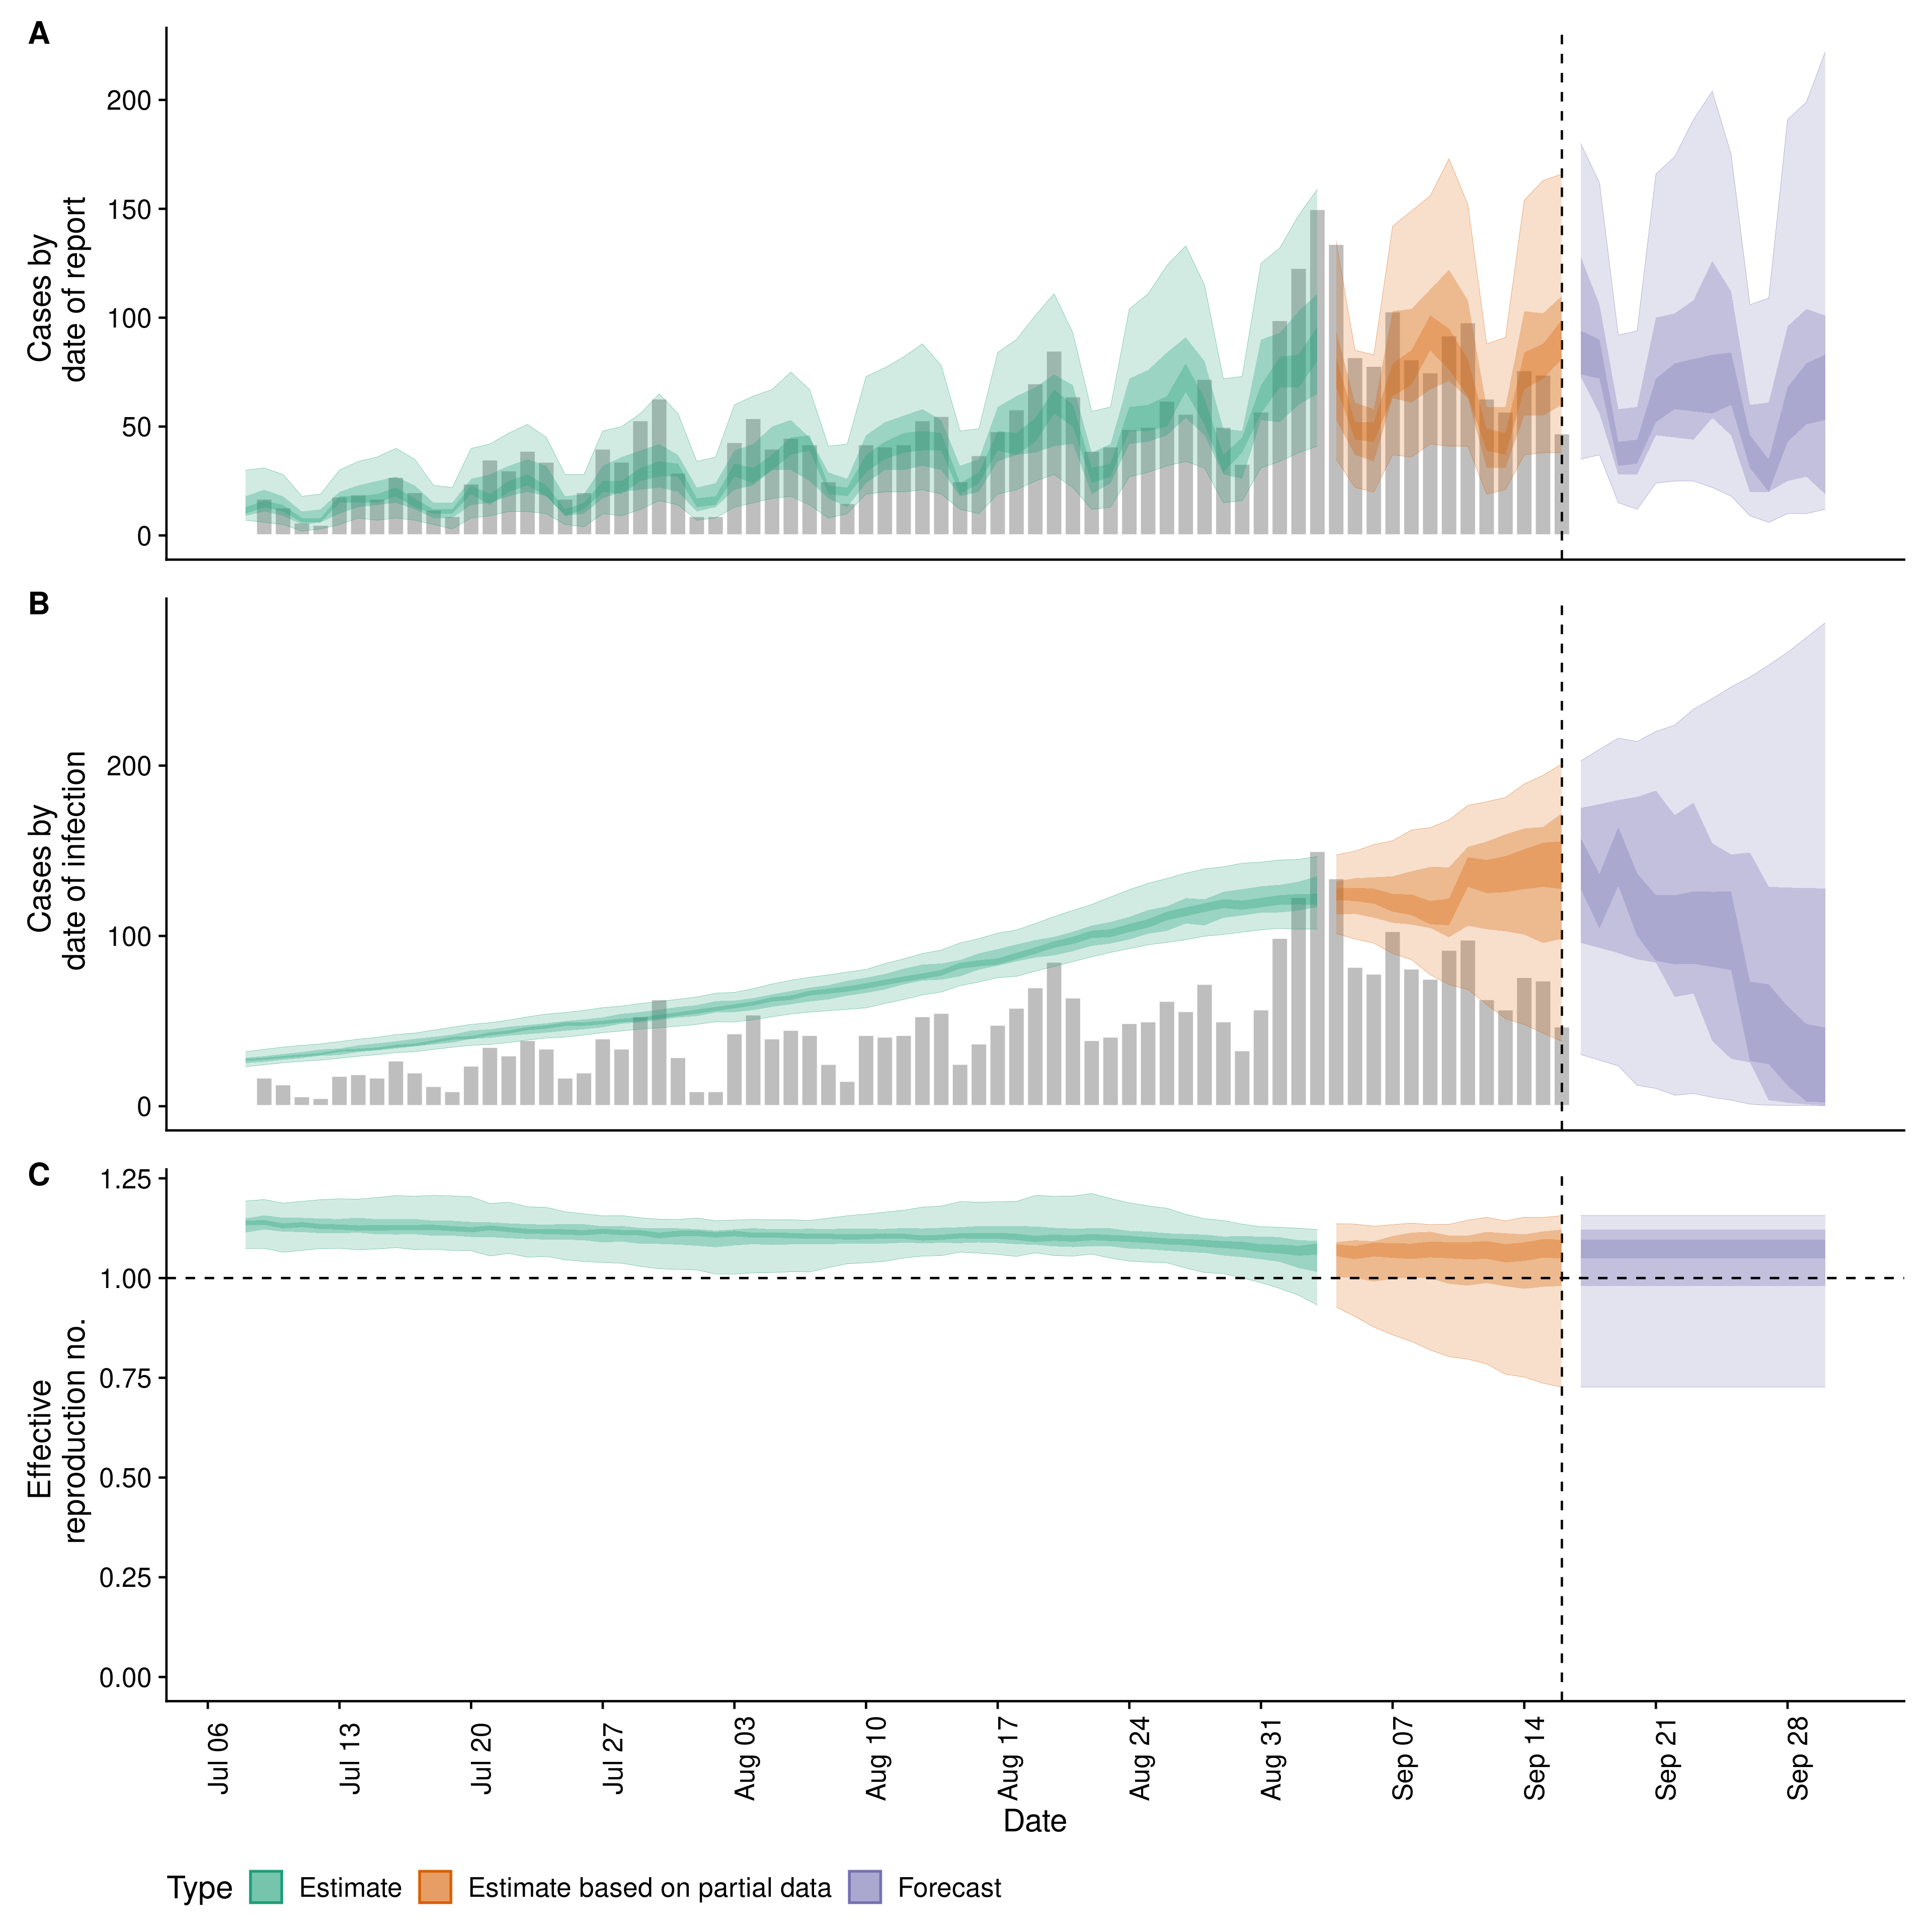 A
Cases by
date of report
200
150
100
50
0
B
Cases by
date of infection
200
100
0
C
Effective
reproduction no.
1.25
1.00
0.75
0.50
0.25
0.00
Jul 06
Jul 13
Jul 20
Jul 27
Aug 03
Aug 10
Aug 17
Aug 24
Aug 31
Sep 07
Sep 14
Sep 21
Sep 28
Date
Type Estimate Estimate based on partial data Forecast